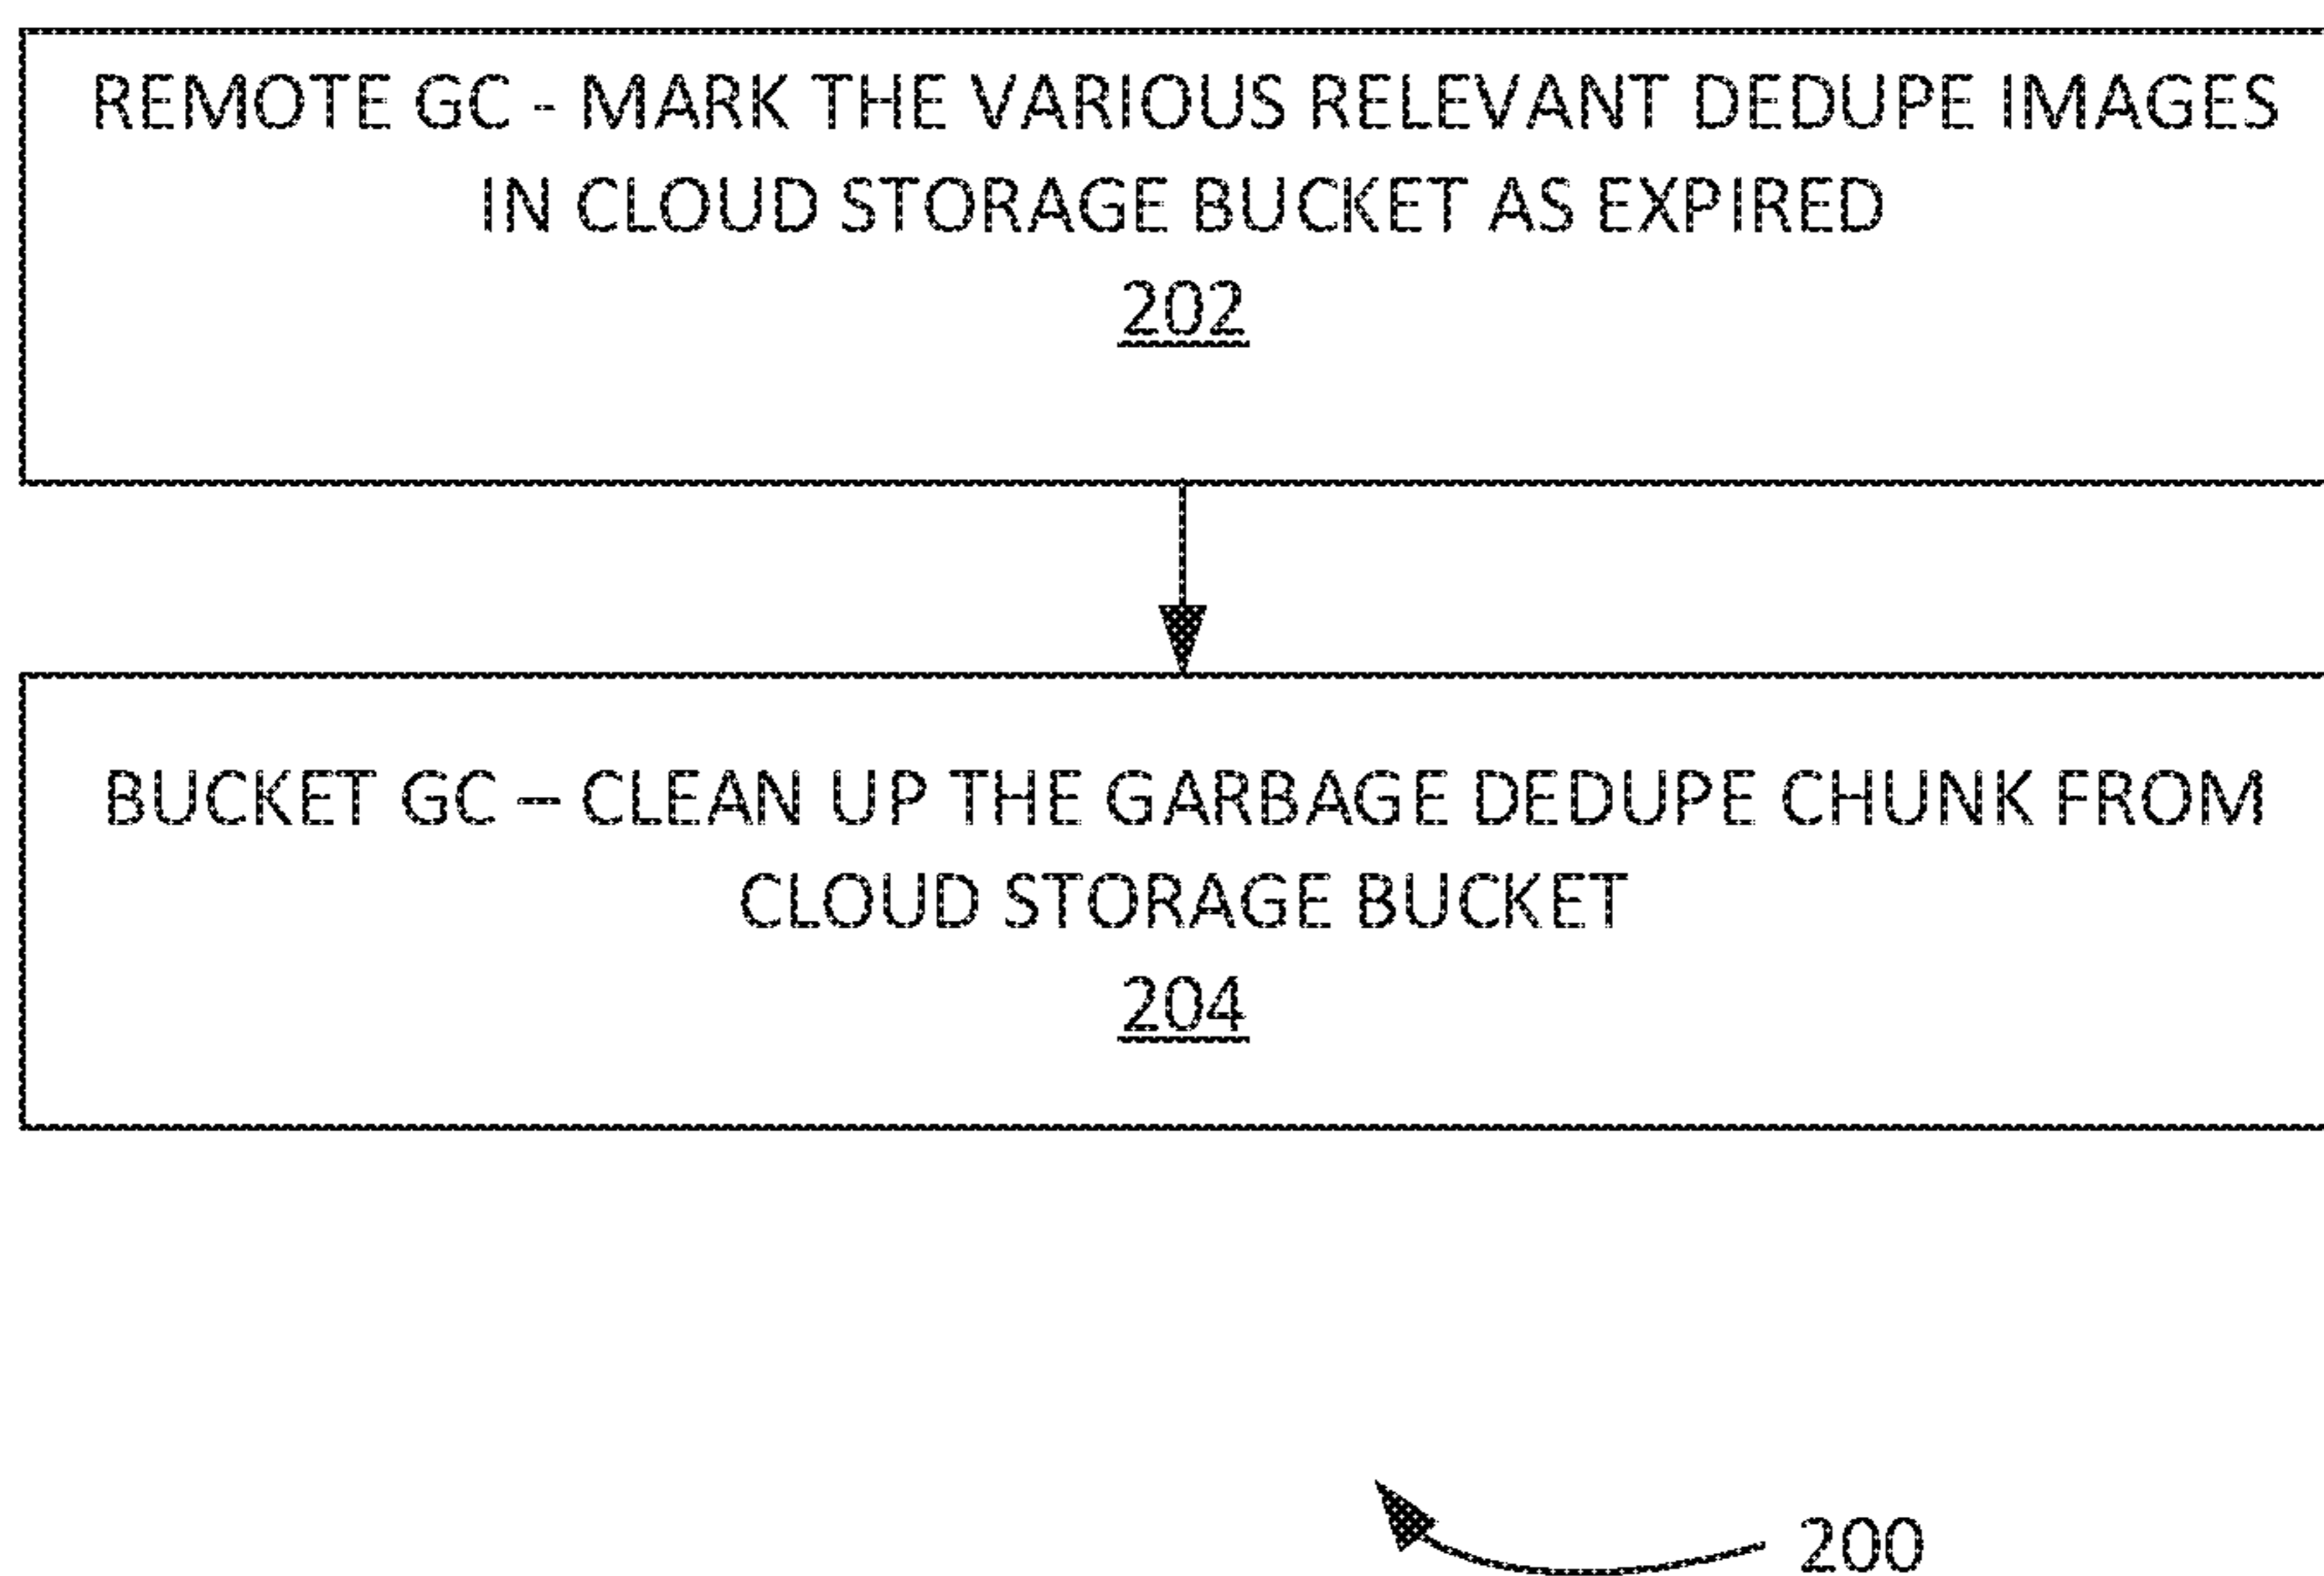 REMOTE GC - MARK THE VARIOUS RELEVANT DEDUPE IMAGES
IN CLOUD STORAGE BUCKET AS EXPIRED
202
BUCKET GC – CLEAN UP THE GARBAGE DEDUPE CHUNK FROM
CLOUD STORAGE BUCKET
204
200